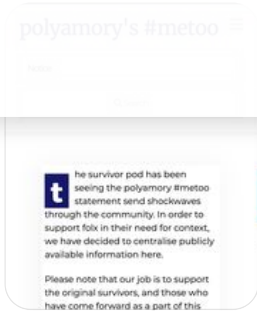 polyamory's #metoo
the survivor pod has been
seeing the polyamory #metoo
statement send shockwaves
through the community. In order to
support folx in their need for context,
we have decided to centralise publicly
available information here.
Please note that our job is to support
the original survivors, and those who
have come forward as a part of this